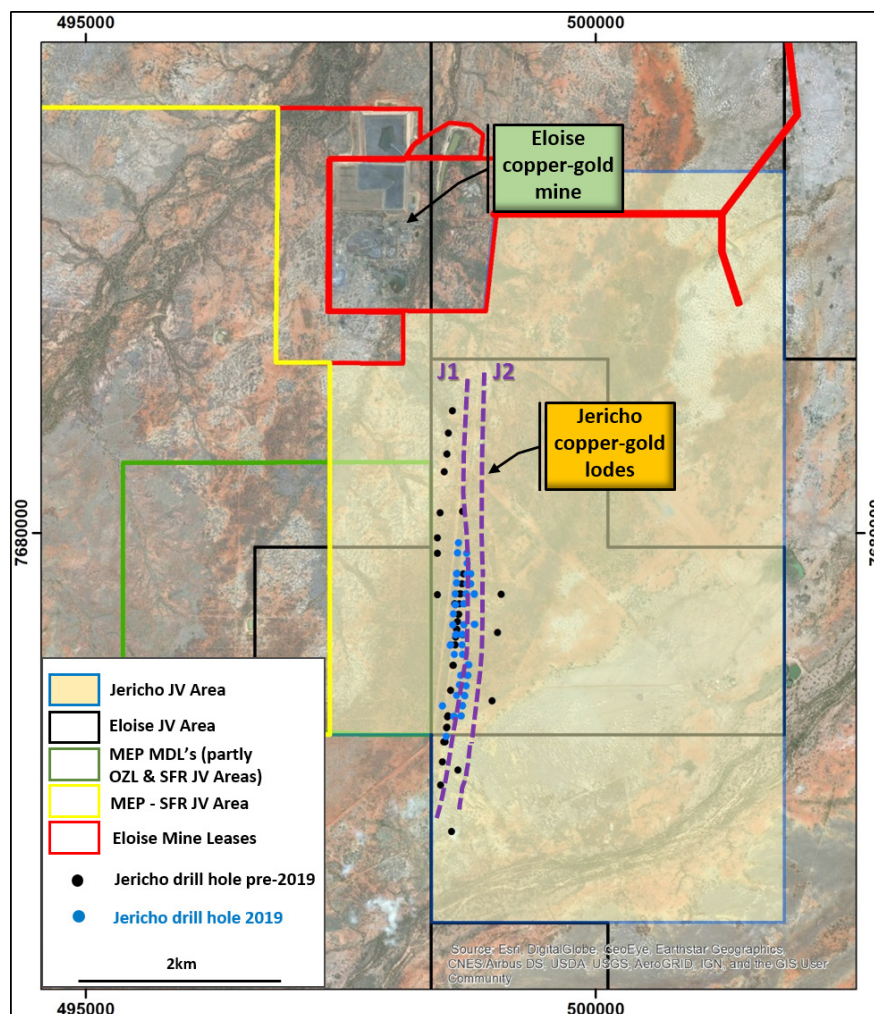 495000
500000
Eloise
copper-gold
mine
J1
J2
Jericho
copper-gold
lodes
7680000
7680000
Jericho JV Area
Eloise JV Area
MEP MDL's (partly
OZL & SFR JV Areas)
MEP - SFR JV Area
Eloise Mine Leases
Jericho drill hole pre-2019
Jericho drill hole 2019
2km
Source: Esri, DigitalGlobe, GeoEye, Earthstar Geographics,
CNES/Airbus DS, USDA, USGS, AeroGRID, IGN, and the GIS User
Community
495000
500000